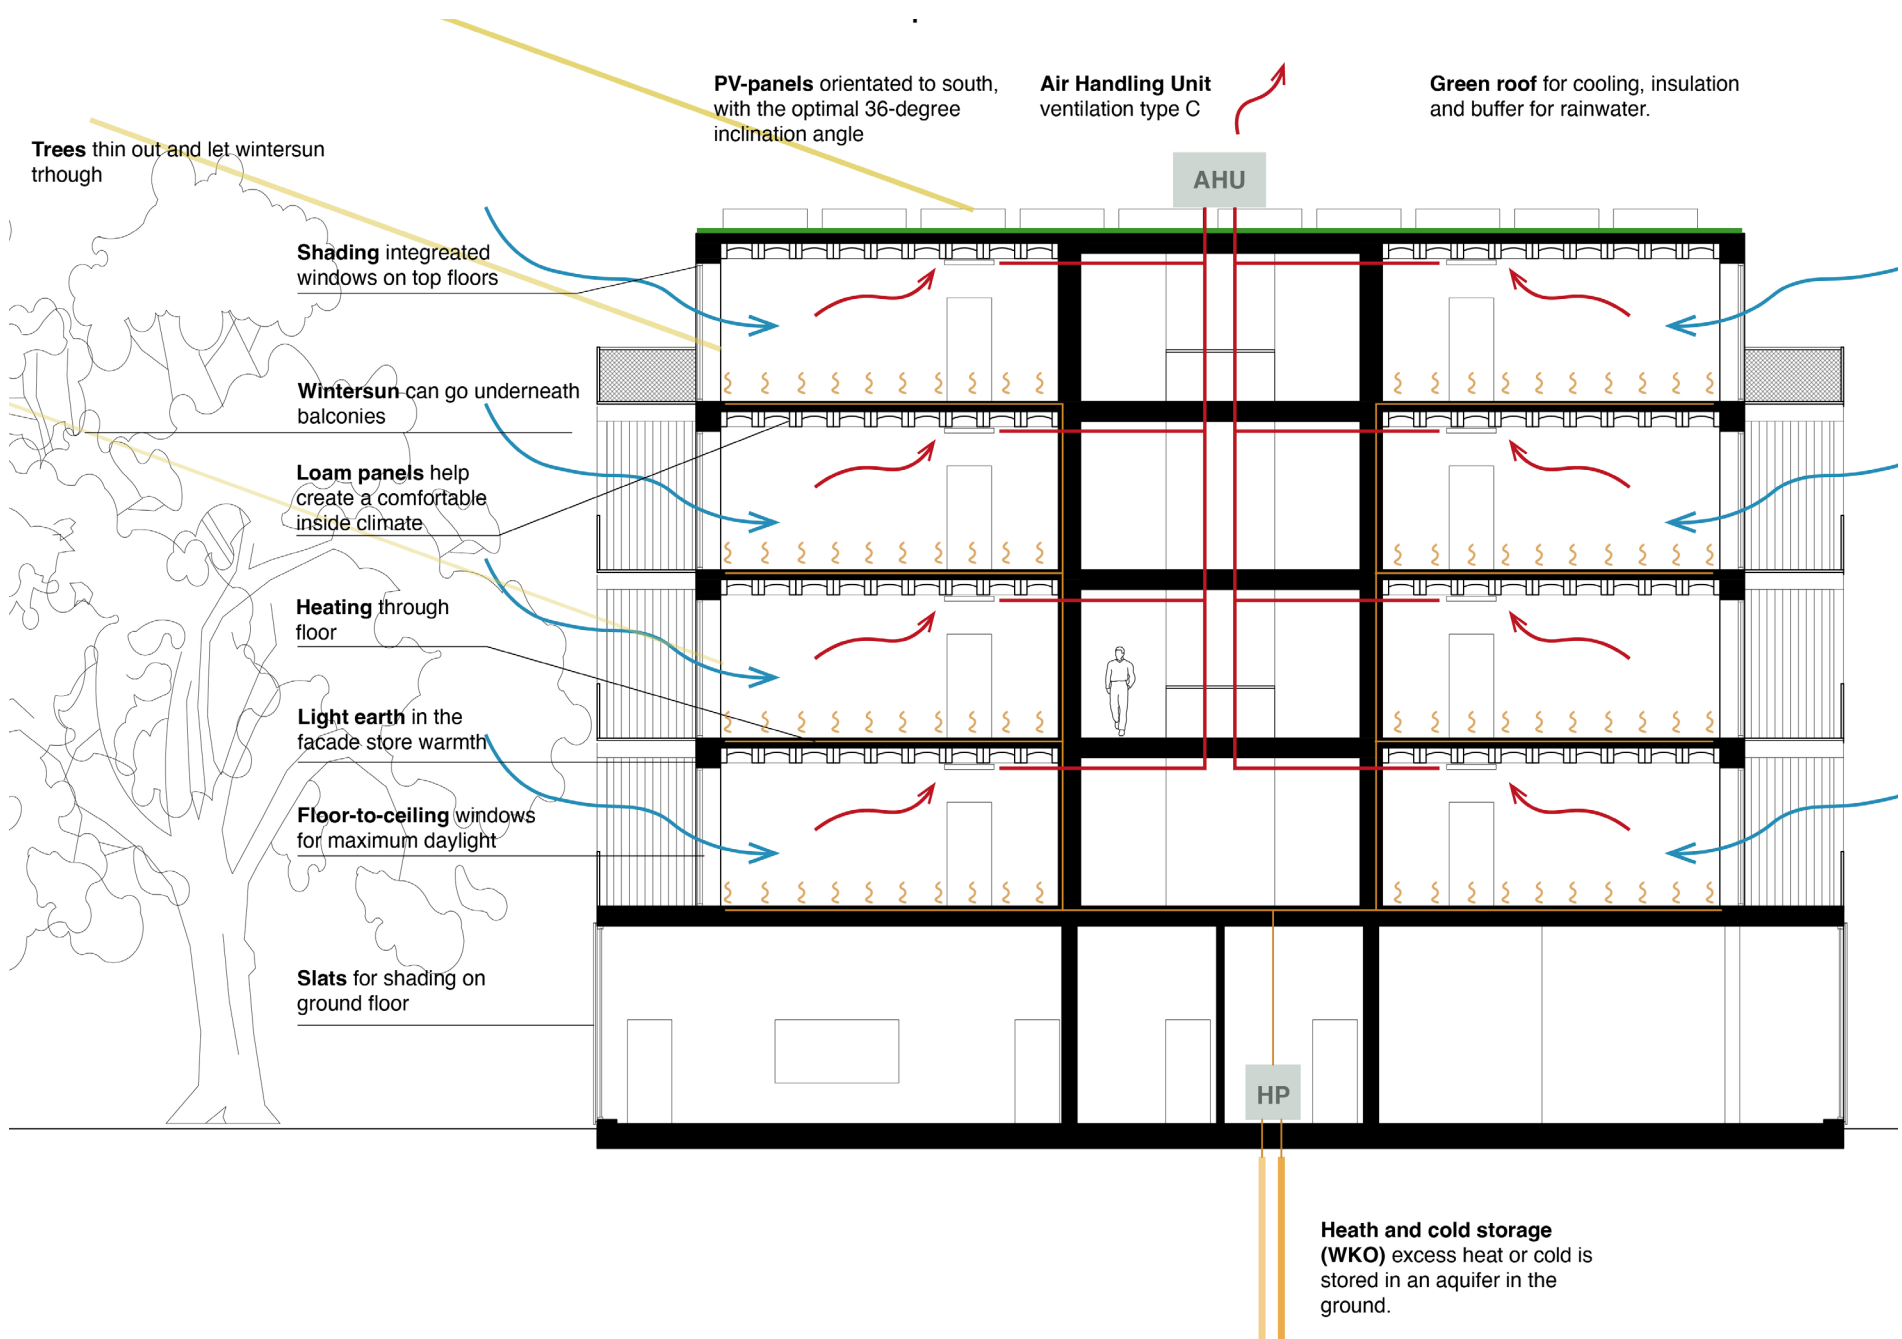 PV-panels orientated to south,
with the optimal 36-degree
inclination angle
Air Handling Unit
ventilation type C
Green roof for cooling, insulation
and buffer for rainwater.
Trees thin out and let wintersun
trhough
AHU
Shading integreated
windows on top floors
Wintersun can go underneath
balconies
Loam panels help
create a comfortable
inside climate
Heating through
floor
Light earth in the
facade store warmth
Floor-to-ceiling windows
for maximum daylight
Slats for shading on
ground floor
HP
Heath and cold storage
(WKO) excess heat or cold is
stored in an aquifer in the
ground.